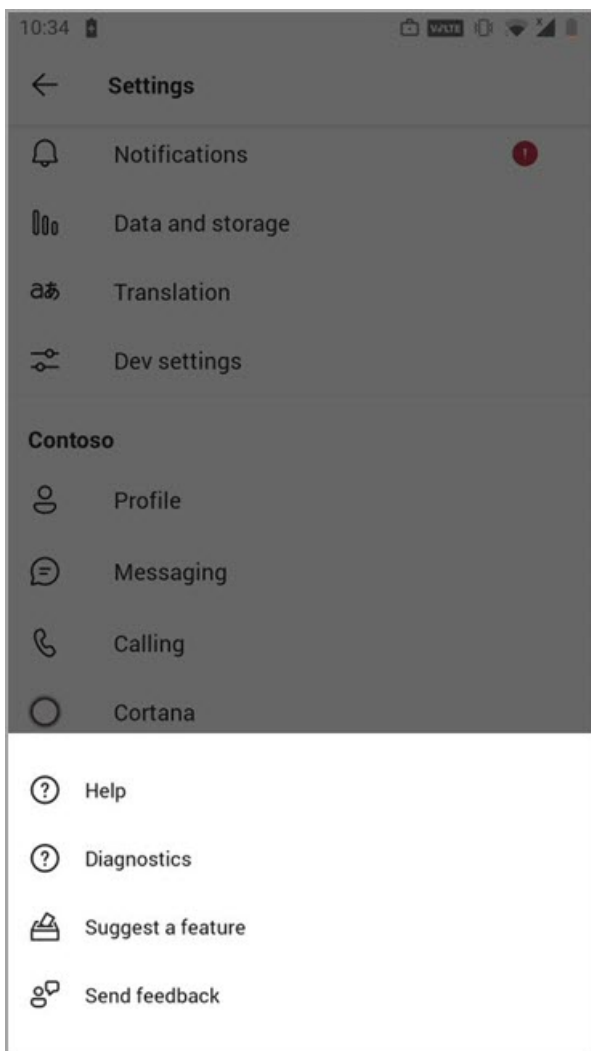 10:34 VoLTE
Settings
Notifications
Data and storage
aあ Translation
Dev settings
Contoso
Profile
Messaging
Calling
Cortana
Help
Diagnostics
Suggest a feature
Send feedback